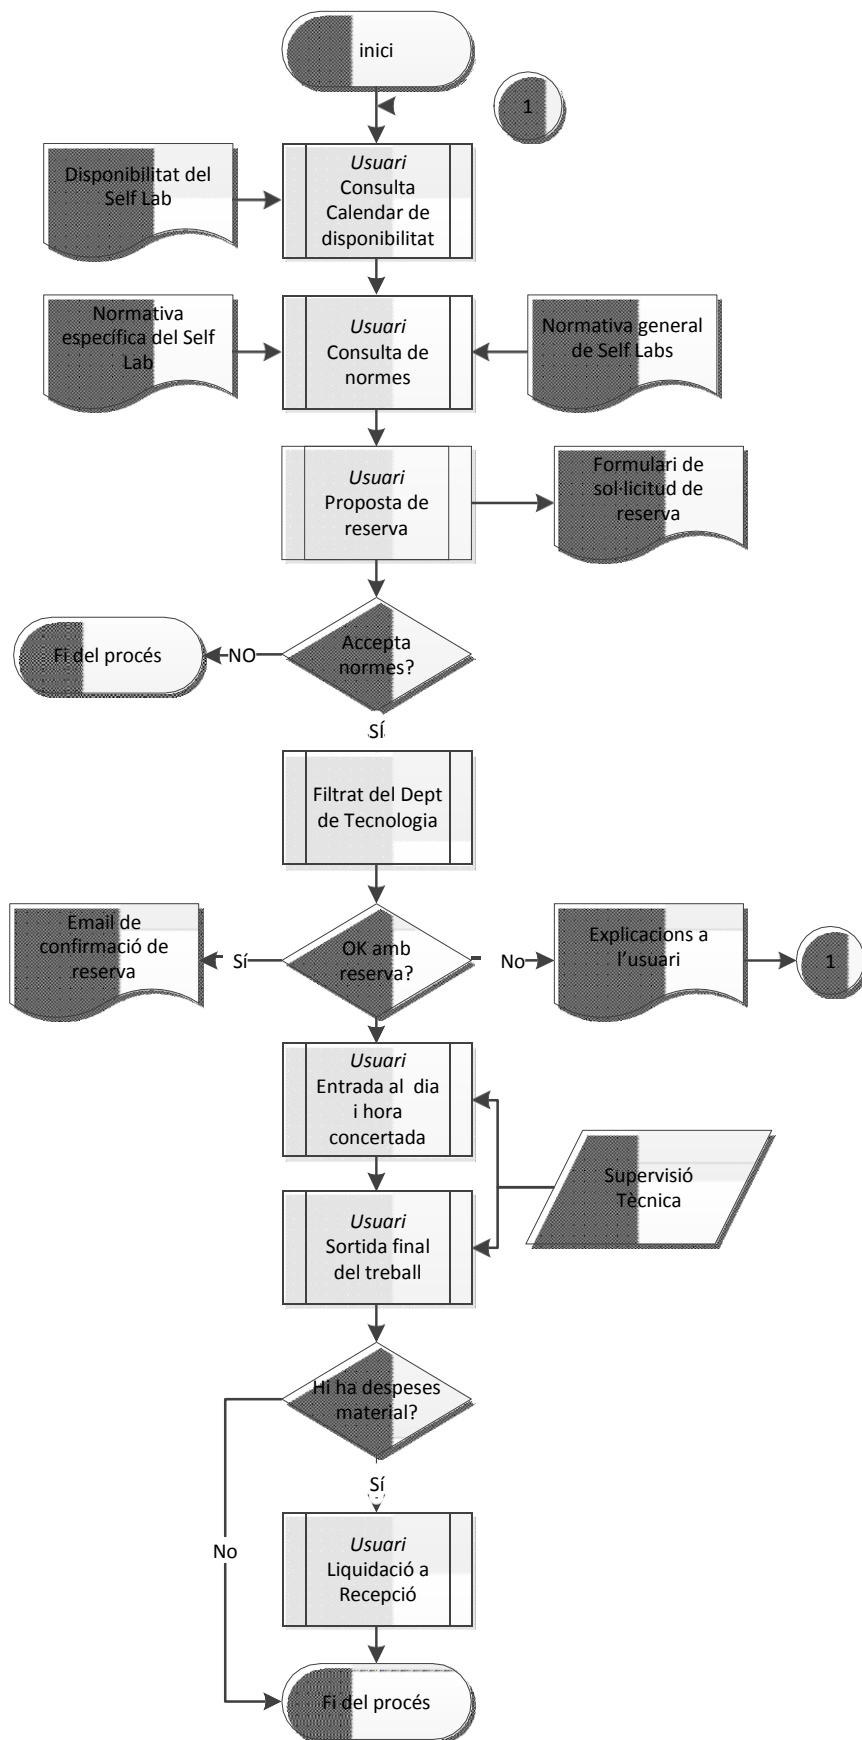 inici
1
Disponibilitat del
Self Lab
Usuari
Consulta
Calendar de
disponibilitat
Normativa
específica del Self
Lab
Usuari
Consulta de
normes
Normativa general
de Self Labs
Usuari
Proposta de
reserva
Formulari de
sol·licitud de
reserva
Fi del procés
NO
Accepta
normes?
SÍ
Filtrat del Dept
de Tecnologia
Email de
confirmació de
reserva
Sí
OK amb
reserva?
No
Explicacions a
l’usuari
1
Usuari
Entrada al dia
i hora
concertada
Supervisió
Tècnica
Usuari
Sortida final
del treball
Hi ha despeses
material?
Sí
No
Usuari
Liquidació a
Recepció
Fi del procés